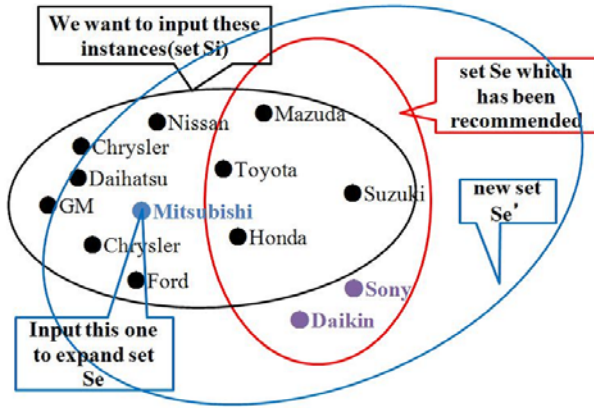 We want to input these
instances(set Si)
set Se which
has been
recommended
Mazuda
Nissan
Chrysler
Toyota
Daihatsu
Suzuki
GM
Mitsubishi
new set
Se'
Honda
Chrysler
Ford
Sony
Daikin
Input this one
to expand set
Se